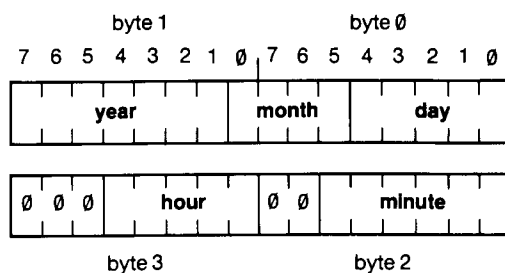 byte 1 byte Ø
7 6 5 4 3 2 1 Ø 7 6 5 4 3 2 1 Ø
year month day
Ø Ø Ø hour Ø Ø minute
byte 3 byte 2